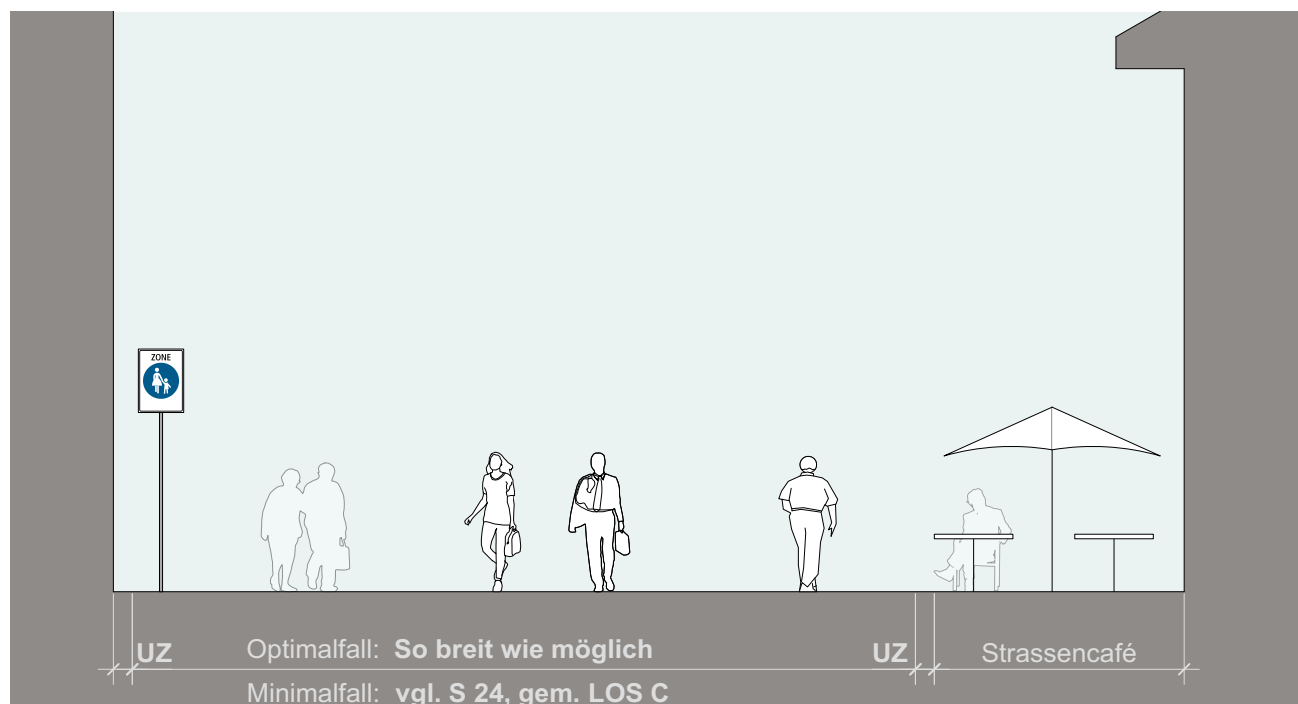 ZONE
UZ Optimalfall: So breit wie möglich UZ Strassencafé
Minimalfall: vgl. S 24, gem. LOS C